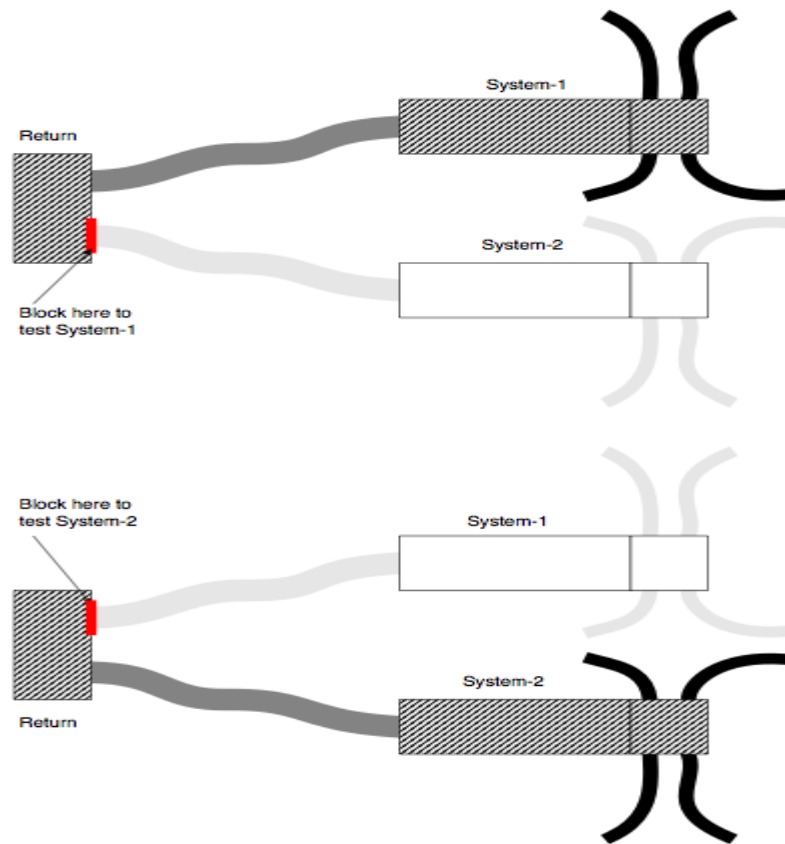 System-1
Return
System-2
Block here to
test System-1
Block here to
test System-2
System-1
System-2
Return